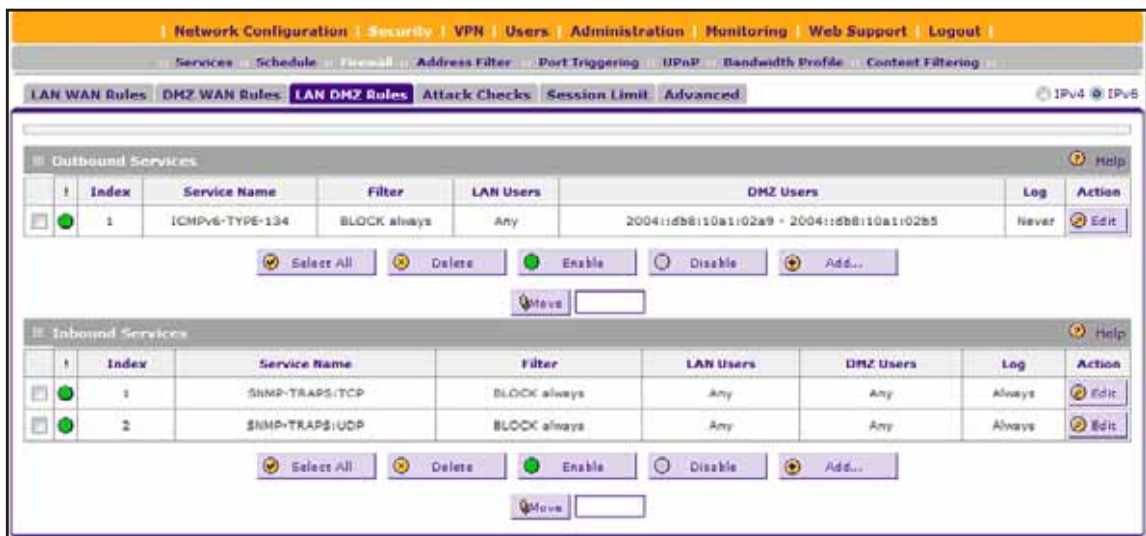 Network Configuration | Security | VPN | Users | Administration | Monitoring | Web Support | Logout
Services :: Schedule :: Firewall :: Address Filter :: Port Triggering :: UPnP :: Bandwidth Profile :: Content Filtering
LAN WAN Rules DMZ WAN Rules LAN DMZ Rules Attack Checks Session Limit Advanced IPv4 IPv6
Outbound Services Help
! Index Service Name Filter LAN Users DMZ Users Log Action
1 ICMPv6-TYPE-134 BLOCK always Any 2004::db8:10a1:02a9 - 2004::db8:10a1:02b5 Never Edit
Select All Delete Enable Disable Add...
Move
Inbound Services Help
! Index Service Name Filter LAN Users DMZ Users Log Action
1 SNMP-TRAPS:TCP BLOCK always Any Any Always Edit
2 SNMP-TRAPS:UDP BLOCK always Any Any Always Edit
Select All Delete Enable Disable Add...
Move